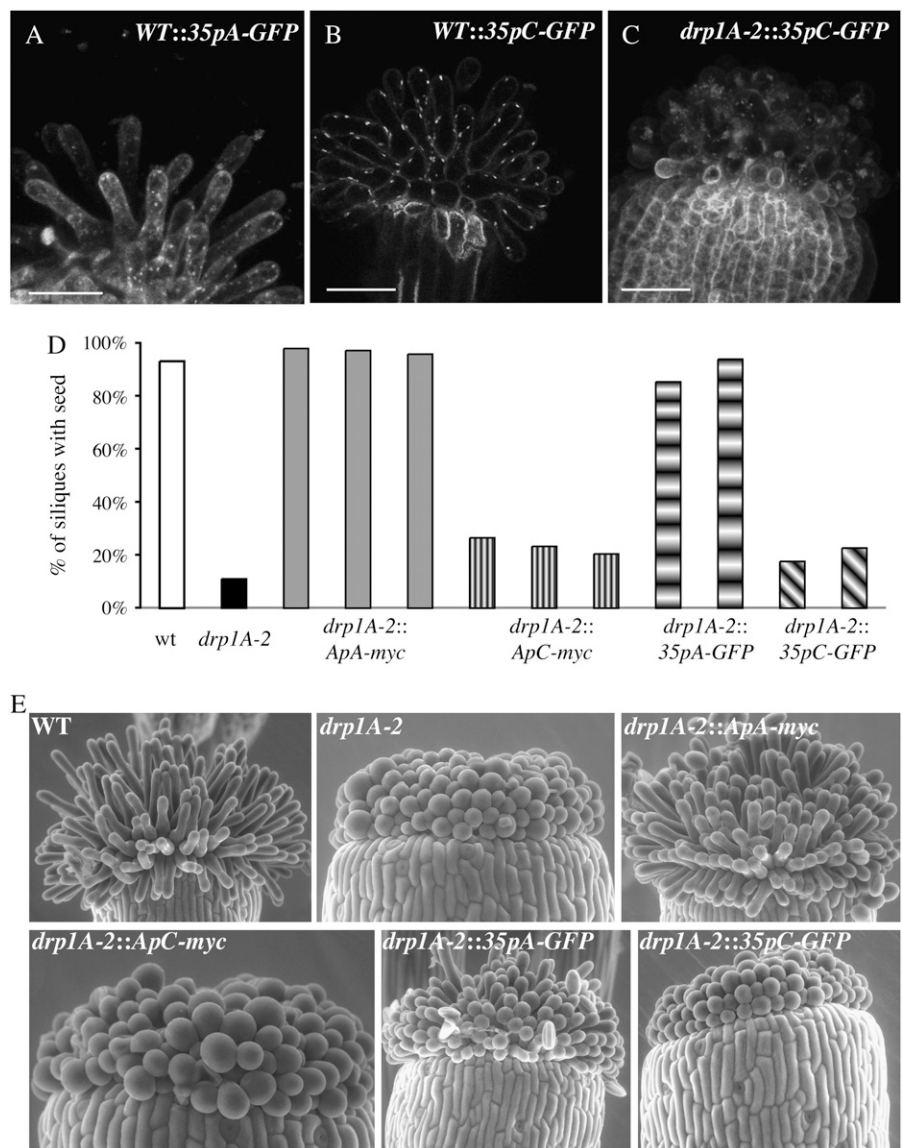 A WT::35pA-GFP
B WT::35pC-GFP
C drp1A-2::35pC-GFP
D
% of siliques with seed
100%
80%
60%
40%
20%
0%
wt
drp1A-2
drp1A-2::
ApA-myc
drp1A-2::
ApC-myc
drp1A-2::
35pA-GFP
drp1A-2::
35pC-GFP
E
WT
drp1A-2
drp1A-2::ApA-myc
drp1A-2::ApC-myc
drp1A-2::35pA-GFP
drp1A-2::35pC-GFP